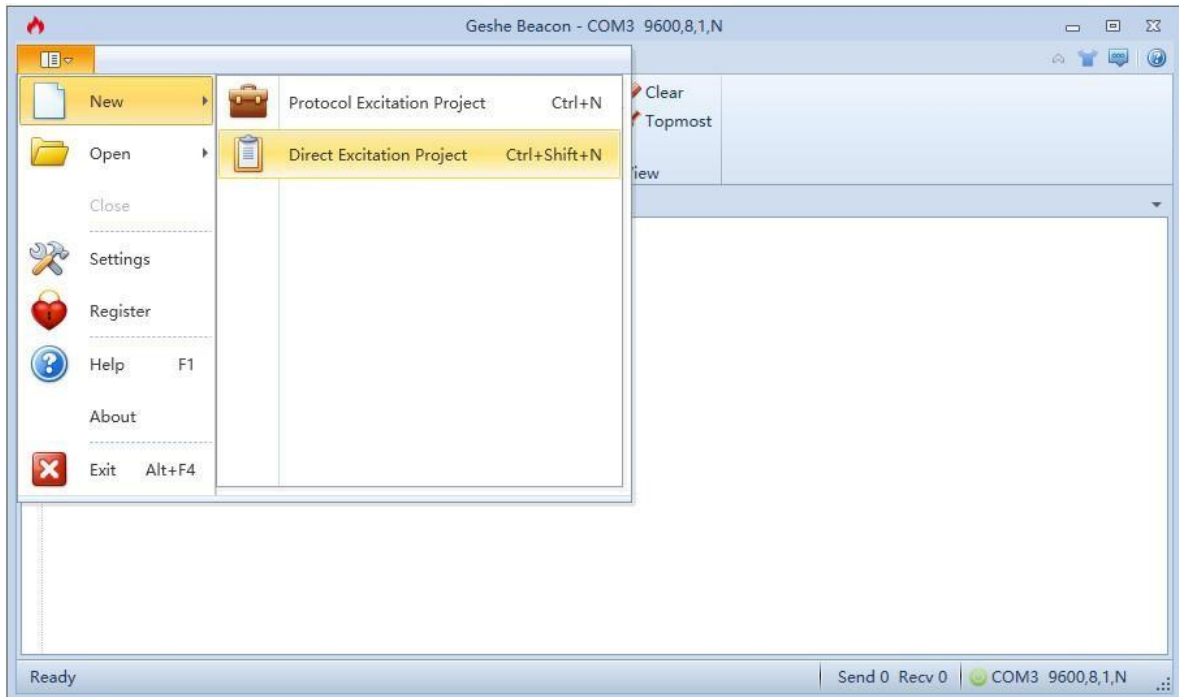 Geshe Beacon - COM3 9600,8,1,N
New
Protocol Excitation Project Ctrl+N
Clear
Topmost
Open
Direct Excitation Project Ctrl+Shift+N
iew
Close
Settings
Register
Help F1
About
Exit Alt+F4
Ready
Send 0 Recv 0
COM3 9600,8,1,N